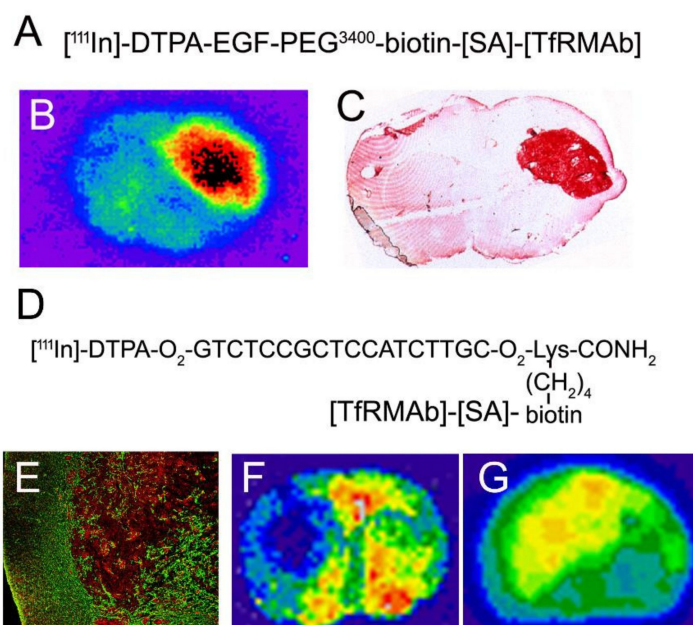 A
[¹¹¹In]-DTPA-EGF-PEG³⁴⁰⁰-biotin-[SA]-[TfRMAb]
B
C
D
[¹¹¹In]-DTPA-O₂-GTCTCCGCTCCATCTTGC-O₂-Lys-CONH₂
(CH₂)₄
[TfRMAb]-[SA]-biotin
E
F
G